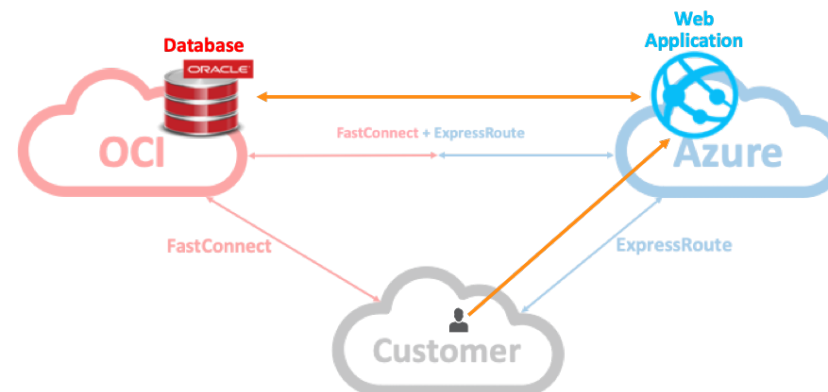 Database
Web
Application
ORACLE
FastConnect + ExpressRoute
OCI
Azure
FastConnect
ExpressRoute
Customer